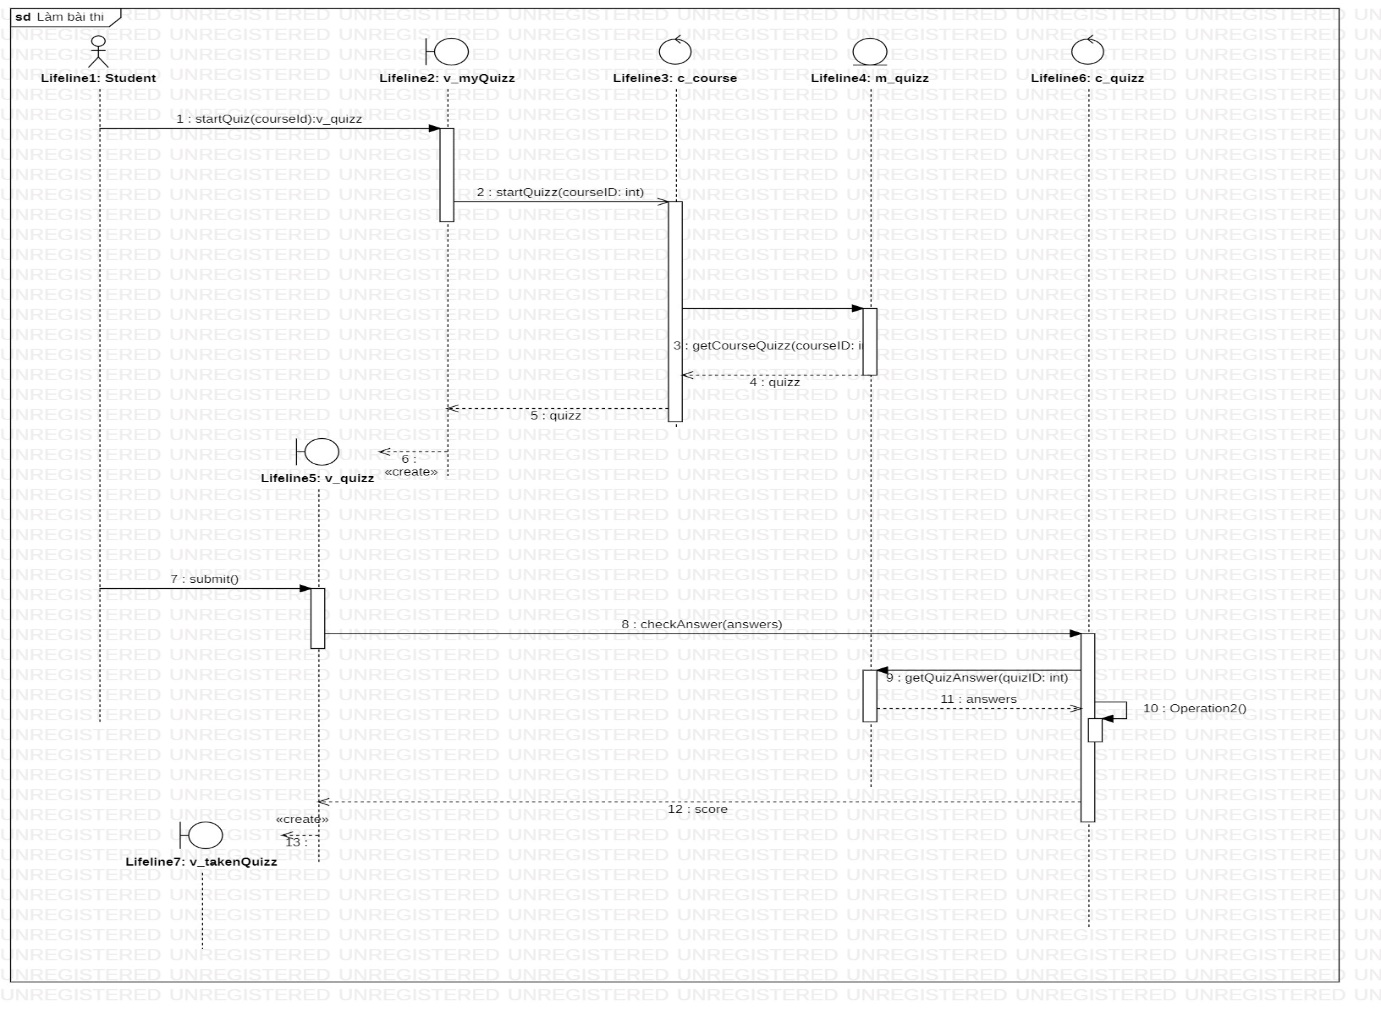 sd Làm bài thi
Lifeline1: Student
Lifeline2: v_myQuizz
Lifeline3: c_course
Lifeline4: m_quizz
Lifeline6: c_quizz
1 : startQuiz(courseId):v_quizz
2 : startQuizz(courseID: int)
3 : getCourseQuizz(courseID: i
4 : quizz
5 : quizz
6 :
«create»
Lifeline5: v_quizz
7 : submit()
8 : checkAnswer(answers)
9 : getQuizAnswer(quizID: int)
11 : answers
10 : Operation2()
12 : score
«create»
13 :
Lifeline7: v_takenQuizz
UNREGISTERED